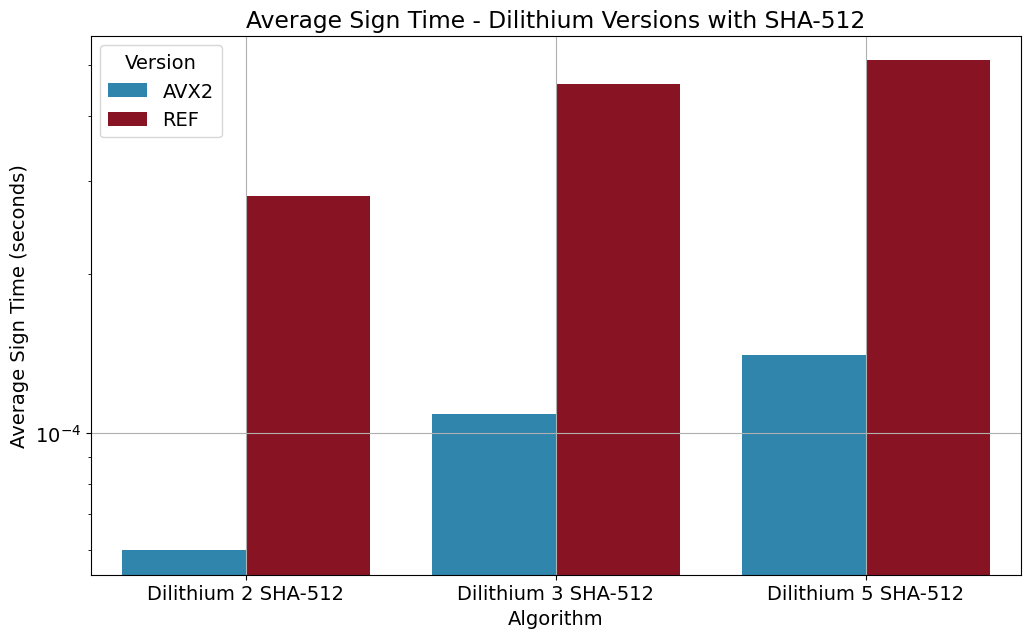 Average Sign Time - Dilithium Versions with SHA-512
Version
AVX2
REF
Average Sign Time (seconds)
10⁻⁴
Dilithium 2 SHA-512
Dilithium 3 SHA-512
Dilithium 5 SHA-512
Algorithm